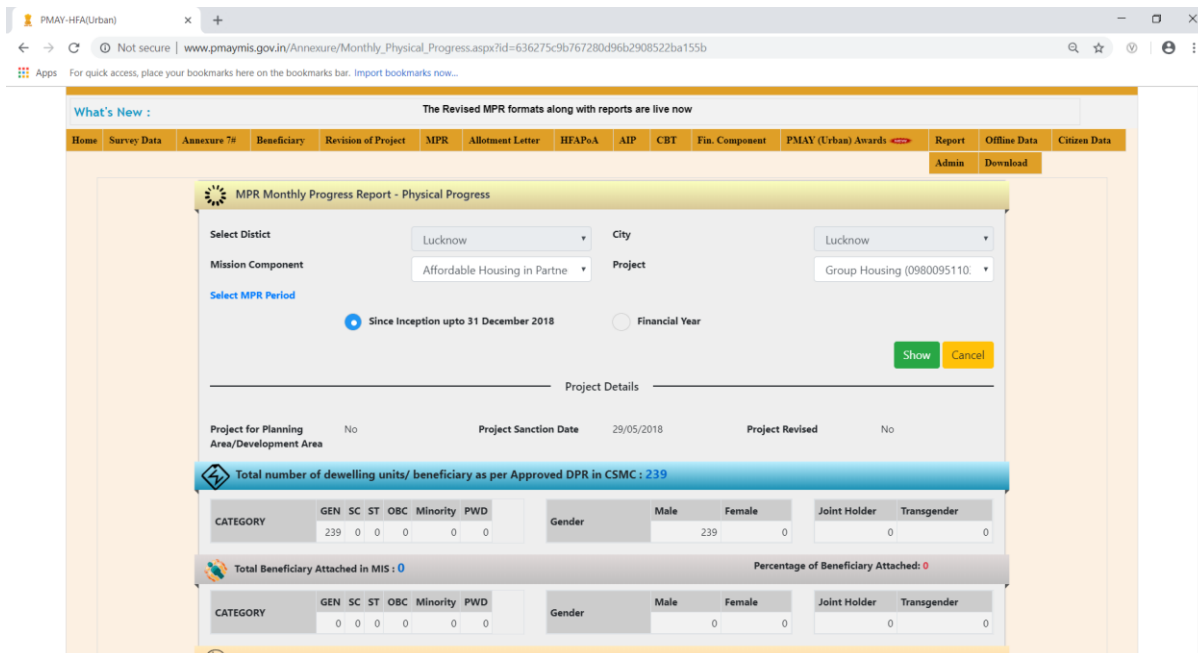 PMAY-HFA(Urban)
Not secure | www.pmaymis.gov.in/Annexure/Monthly_Physical_Progress.aspx?id=636275c9b767280d96b2908522ba155b
Apps For quick access, place your bookmarks here on the bookmarks bar. Import bookmarks now...
What's New : The Revised MPR formats along with reports are live now
Home Survey Data Annexure 7# Beneficiary Revision of Project MPR Allotment Letter HFAPoA AIP CBT Fin. Component PMAY (Urban) Awards Report Offline Data Citizen Data
Admin Download
MPR Monthly Progress Report - Physical Progress
Select Distict Lucknow City Lucknow
Mission Component Affordable Housing in Partne Project Group Housing (0980095110
Select MPR Period
Since Inception upto 31 December 2018 Financial Year
Show Cancel
Project Details
Project for Planning No Project Sanction Date 29/05/2018 Project Revised No
Area/Development Area
Total number of dewelling units/ beneficiary as per Approved DPR in CSMC : 239
CATEGORY GEN SC ST OBC Minority PWD Gender Male Female Joint Holder Transgender
239 0 0 0 0 0 239 0 0 0
Total Beneficiary Attached in MIS : 0 Percentage of Beneficiary Attached: 0
CATEGORY GEN SC ST OBC Minority PWD Gender Male Female Joint Holder Transgender
0 0 0 0 0 0 0 0 0 0